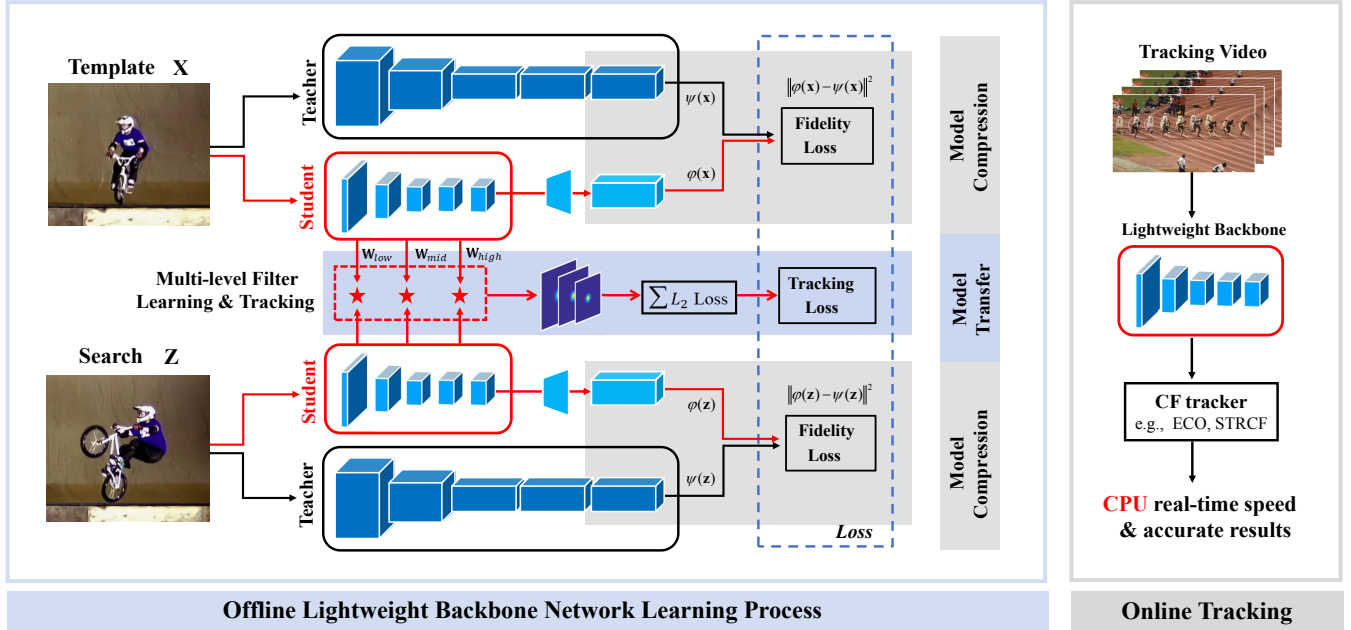 Template X
Teacher
ψ(x)
‖φ(x)−ψ(x)‖²
Fidelity
Loss
Model
Compression
Student
φ(x)
W_low
W_mid
W_high
Multi-level Filter
Learning & Tracking
∑ L₂ Loss
Tracking
Loss
Model
Transfer
Search Z
Student
φ(z)
‖φ(z)−ψ(z)‖²
Fidelity
Loss
Model
Compression
Teacher
ψ(z)
Loss
Offline Lightweight Backbone Network Learning Process
Tracking Video
Lightweight Backbone
CF tracker
e.g., ECO, STRCF
CPU real-time speed
& accurate results
Online Tracking